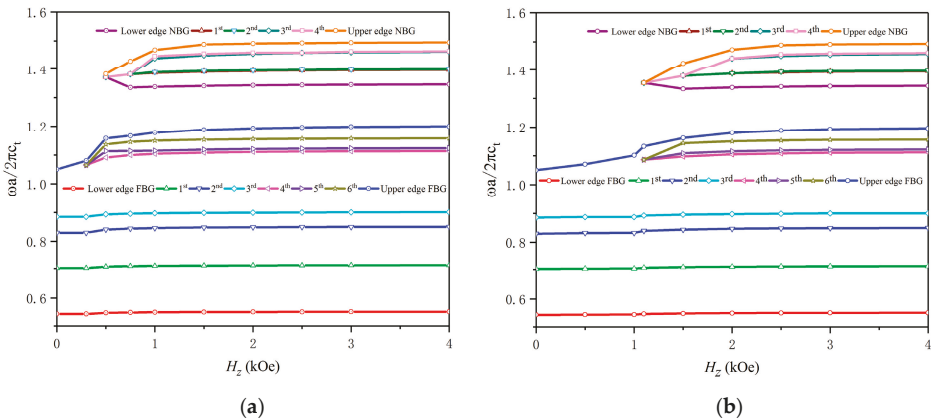 1.6
1.4
1.2
1.0
0.8
0.6
ωa/2πcₜ
Lower edge NBG 1ˢᵗ 2ⁿᵈ 3ʳᵈ 4ᵗʰ Upper edge NBG
Lower edge FBG 1ˢᵗ 2ⁿᵈ 3ʳᵈ 4ᵗʰ 5ᵗʰ 6ᵗʰ Upper edge FBG
0 1 2 3 4
H_z (kOe)
(a)
1.6
1.4
1.2
1.0
0.8
0.6
ωa/2πcₜ
Lower edge NBG 1ˢᵗ 2ⁿᵈ 3ʳᵈ 4ᵗʰ Upper edge NBG
Lower edge FBG 1ˢᵗ 2ⁿᵈ 3ʳᵈ 4ᵗʰ 5ᵗʰ 6ᵗʰ Upper edge FBG
0 1 2 3 4
H_z (kOe)
(b)